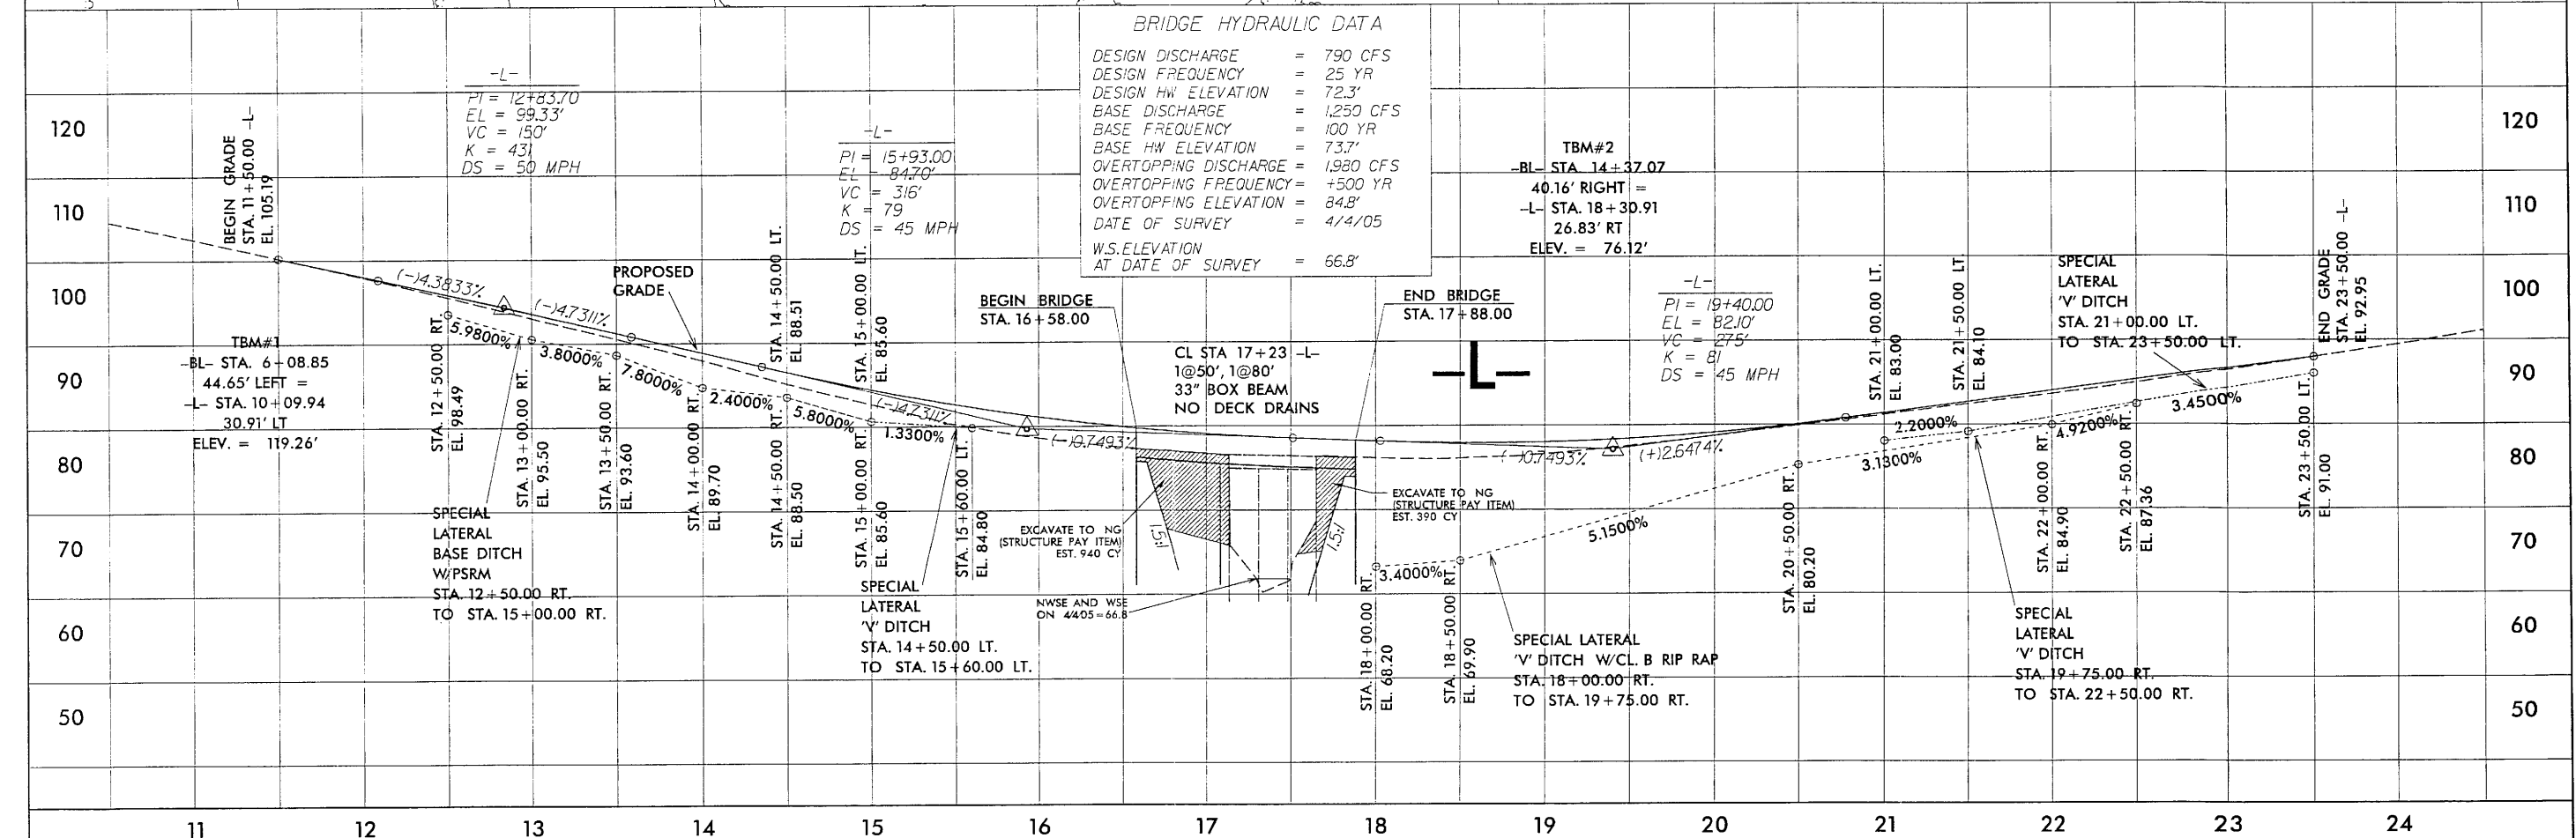 BRIDGE HYDRAULIC DATA
DESIGN DISCHARGE = 790 CFS
DESIGN FREQUENCY = 25 YR
DESIGN HW ELEVATION = 72.3'
BASE DISCHARGE = 1,250 CFS
BASE FREQUENCY = 100 YR
BASE HW ELEVATION = 73.7'
OVERTOPPING DISCHARGE = 1,980 CFS
OVERTOPPING FREQUENCY = +500 YR
OVERTOPPING ELEVATION = 84.8'
DATE OF SURVEY = 4/4/05
W.S.ELEVATION
AT DATE OF SURVEY = 66.8'
-L-
PI = 12+83.70
EL = 99.33'
VC = 150'
K = 431
DS = 50 MPH
-L-
PI = 15+93.00
EL = 84.70'
VC = 316'
K = 79
DS = 45 MPH
TBM#2
-BL- STA. 14+37.07
40.16' RIGHT =
-L- STA. 18+30.91
26.83' RT
ELEV. = 76.12'
-L-
PI = 19+40.00
EL = 82.10'
VC = 275'
K = 81
DS = 45 MPH
120
110
100
90
80
70
60
50
120
110
100
90
80
70
60
50
BEGIN GRADE
STA. 11+50.00 -L-
EL. 105.19
(-)4.3833%
(-)4.7311%
PROPOSED
GRADE
STA. 14+50.00 LT.
EL. 88.51
STA. 15+00.00 LT.
EL. 85.60
BEGIN BRIDGE
STA. 16+58.00
END BRIDGE
STA. 17+88.00
CL STA 17+23 -L-
1@50', 1@80'
33" BOX BEAM
NO DECK DRAINS
-L-
STA. 21+00.00 LT.
EL. 83.00
STA. 21+50.00 LT.
EL. 84.10
SPECIAL
LATERAL
'V' DITCH
STA. 21+00.00 LT.
TO STA. 23+50.00 LT.
END GRADE
STA. 23+50.00 -L-
EL. 92.95
TBM#1
-BL- STA. 6+08.85
44.65' LEFT =
-L- STA. 10+09.94
30.91' LT
ELEV. = 119.26'
5.9800%
3.8000%
7.8000%
2.4000%
5.8000%
1.3300%
(-)4.7311%
(-)0.7493%
(-)0.7493%
(+)2.6474%
2.2000%
3.1300%
4.9200%
3.4500%
STA. 12+50.00 RT.
EL. 98.49
STA. 13+00.00 RT.
EL. 95.50
STA. 13+50.00 RT.
EL. 93.60
STA. 14+00.00 RT.
EL. 89.70
STA. 14+50.00 RT.
EL. 88.50
STA. 15+00.00 RT.
EL. 85.60
STA. 15+60.00 LT.
EL. 84.80
SPECIAL
LATERAL
BASE DITCH
W/PSRM
STA. 12+50.00 RT.
TO STA. 15+00.00 RT.
SPECIAL
LATERAL
'V' DITCH
STA. 14+50.00 LT.
TO STA. 15+60.00 LT.
EXCAVATE TO NG
(STRUCTURE PAY ITEM)
EST. 940 CY
1.5:1
1.5:1
EXCAVATE TO NG
(STRUCTURE PAY ITEM)
EST. 390 CY
NWSE AND WSE
ON 4/4/05=66.8
3.4000%
5.1500%
STA. 18+00.00 RT.
EL. 68.20
STA. 18+50.00 RT.
EL. 69.90
SPECIAL LATERAL
'V' DITCH W/CL. B RIP RAP
STA. 18+00.00 RT.
TO STA. 19+75.00 RT.
STA. 20+50.00 RT.
EL. 80.20
STA. 22+00.00 RT.
EL. 84.90
STA. 22+50.00 RT.
EL. 87.36
STA. 23+50.00 LT.
EL. 91.00
SPECIAL
LATERAL
'V' DITCH
STA. 19+75.00 RT.
TO STA. 22+50.00 RT.
11 12 13 14 15 16 17 18 19 20 21 22 23 24